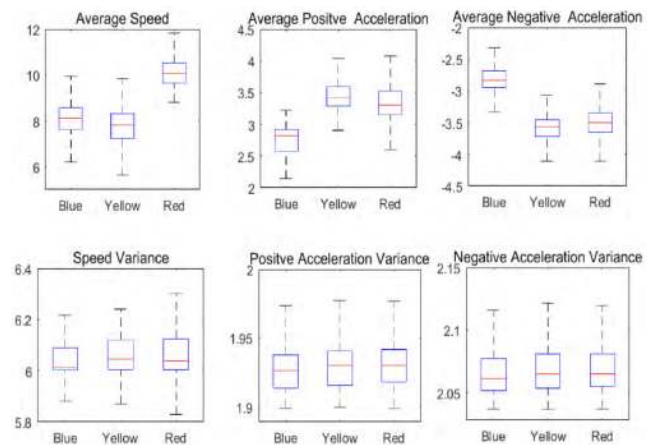 Average Speed
12
10
8
6
Blue Yellow Red
Average Positve Acceleration
4.5
4
3.5
3
2.5
2
Blue Yellow Red
Average Negative Acceleration
-2
-2.5
-3
-3.5
-4
-4.5
Blue Yellow Red
Speed Variance
6.4
6.2
6
5.8
Blue Yellow Red
Positve Acceleration Variance
2
1.95
1.9
Blue Yellow Red
Negative Acceleration Variance
2.15
2.1
2.05
Blue Yellow Red